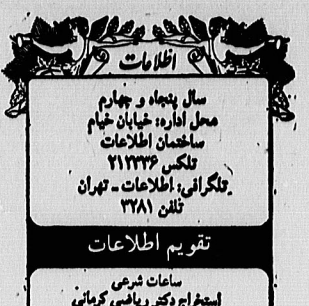 اطلاعات
سال پنجاه و چهارم
محل اداره: خیابان خیام
ساختمان اطلاعات
تلکس ۲۱۲۳۳۶
تلگرافی: اطلاعات ـ تهران
تلفن ۳۲۸۱
تقویم اطلاعات
ساعات شرعی
استخراج دکتر ریاضی کرمانی